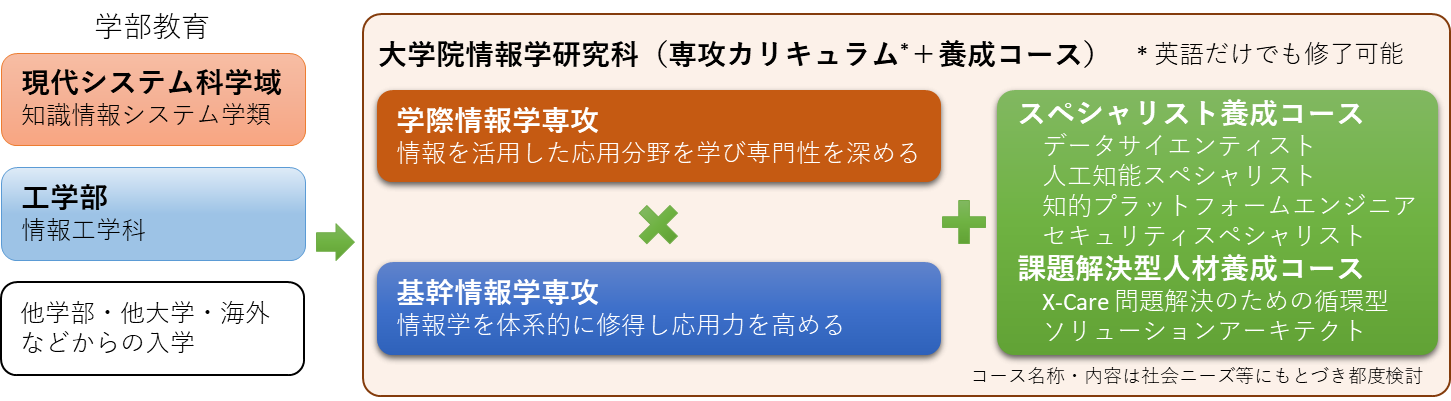 学部教育
現代システム科学域
知識情報システム学類
工学部
情報工学科
他学部・他大学・海外
などからの入学
大学院情報学研究科（専攻カリキュラム*＋養成コース）
* 英語だけでも修了可能
学際情報学専攻
情報を活用した応用分野を学び専門性を深める
基幹情報学専攻
情報学を体系的に修得し応用力を高める
スペシャリスト養成コース
データサイエンティスト
人工知能スペシャリスト
知的プラットフォームエンジニア
セキュリティスペシャリスト
課題解決型人材養成コース
X-Care 問題解決のための循環型
ソリューションアーキテクト
コース名称・内容は社会ニーズ等にもとづき都度検討